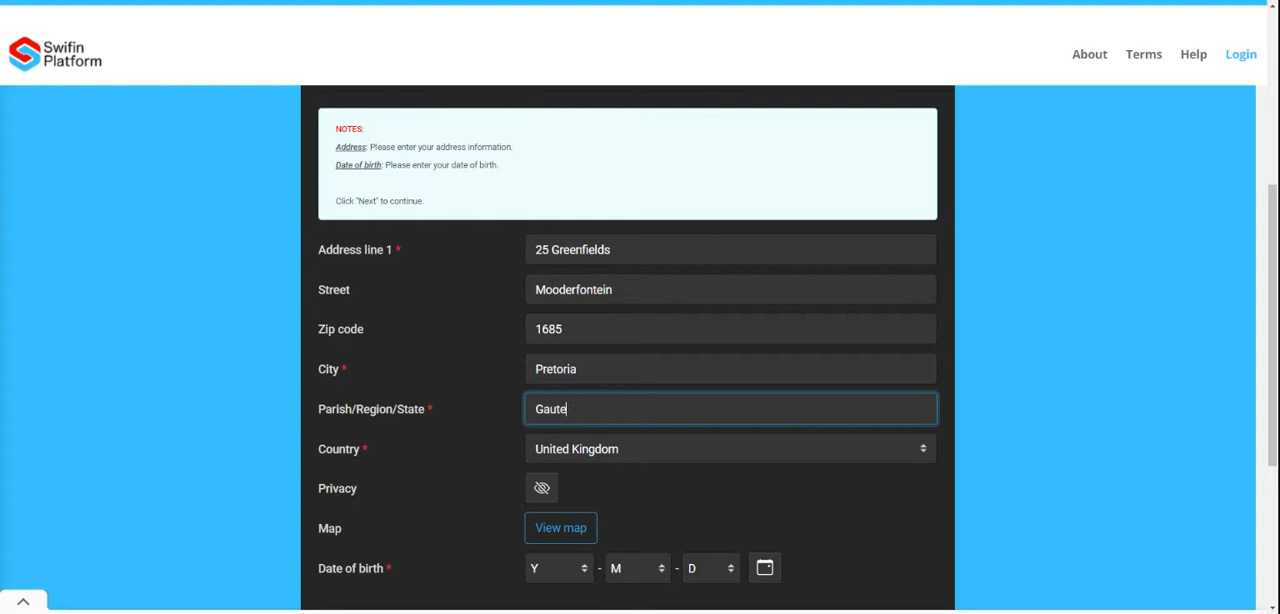 Swifin
Platform
About Terms Help Login
NOTES:
Address: Please enter your address information.
Date of birth: Please enter your date of birth.
Click "Next" to continue.
Address line 1 * 25 Greenfields
Street Mooderfontein
Zip code 1685
City * Pretoria
Parish/Region/State * Gaute
Country * United Kingdom
Privacy
Map View map
Date of birth * Y - M - D